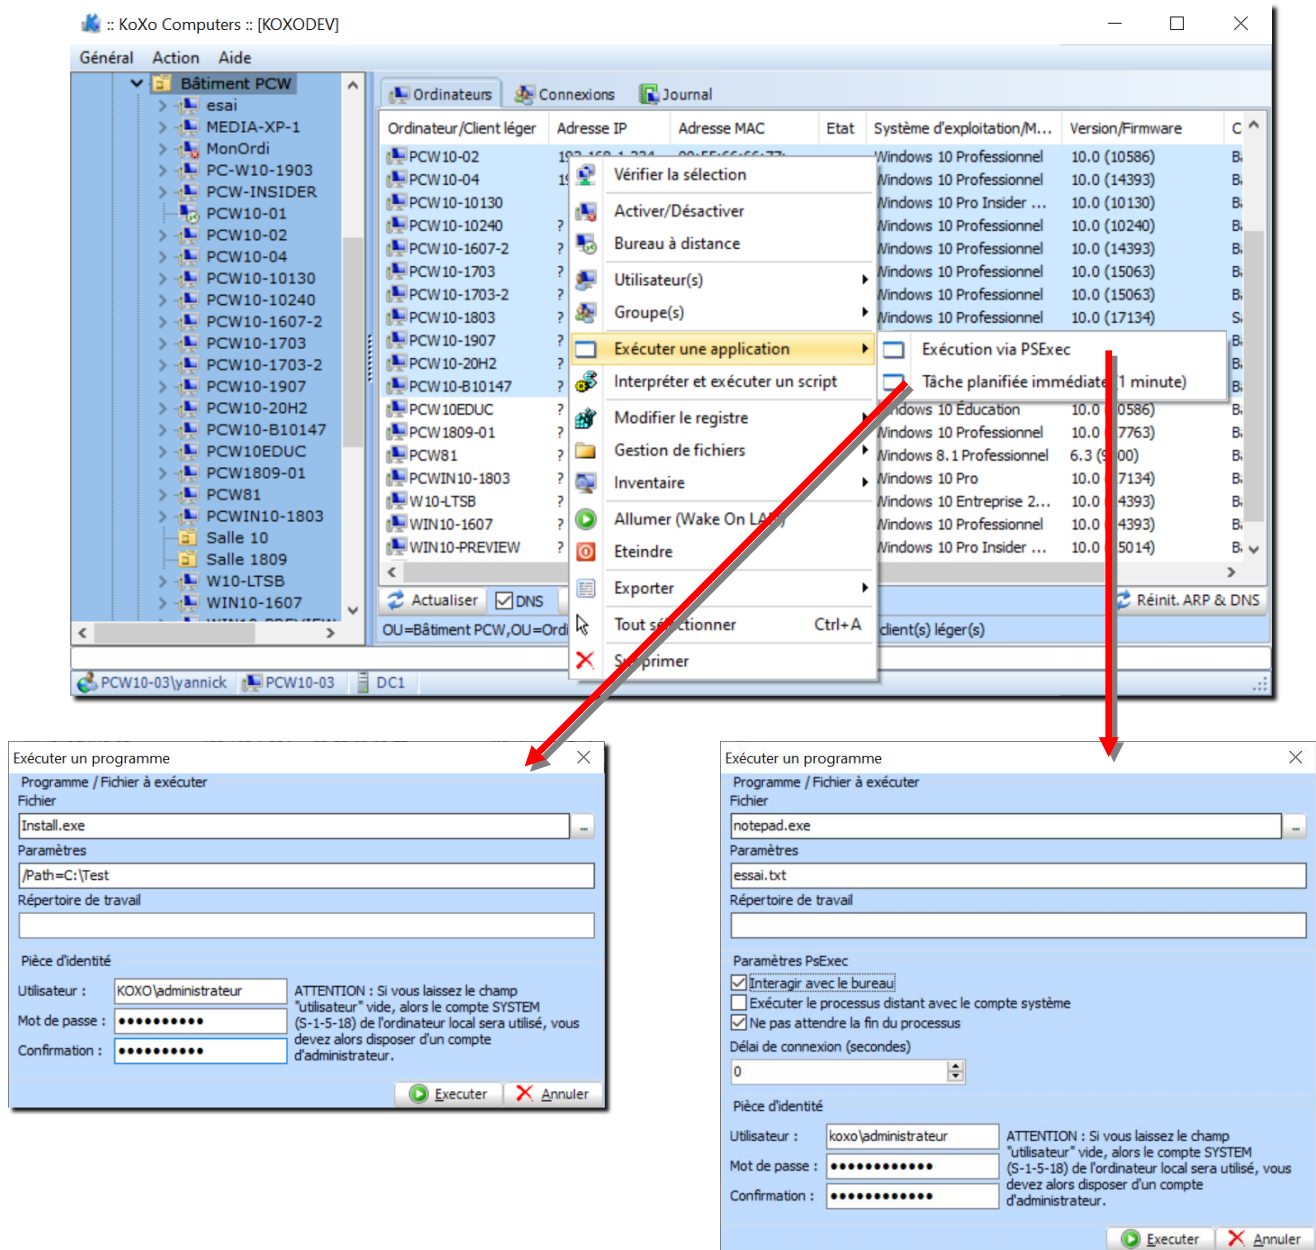 :: KoXo Computers :: [KOXODEV]
Général Action Aide
Bâtiment PCW
esai
MEDIA-XP-1
MonOrdi
PC-W10-1903
PCW-INSIDER
PCW10-01
PCW10-02
PCW10-04
PCW10-10130
PCW10-10240
PCW10-1607-2
PCW10-1703
PCW10-1703-2
PCW10-1907
PCW10-20H2
PCW10-B10147
PCW10EDUC
PCW1809-01
PCW81
PCWIN10-1803
Salle 10
Salle 1809
W10-LTSB
WIN10-1607
Ordinateurs Connexions Journal
Ordinateur/Client léger Adresse IP Adresse MAC Etat Système d'exploitation/M... Version/Firmware C
PCW10-02 Windows 10 Professionnel 10.0 (10586)
PCW10-04 Windows 10 Professionnel 10.0 (14393)
PCW10-10130 Windows 10 Pro Insider ... 10.0 (10130)
PCW10-10240 ? Windows 10 Professionnel 10.0 (10240)
PCW10-1607-2 ? Windows 10 Professionnel 10.0 (14393)
PCW10-1703 ? Windows 10 Professionnel 10.0 (15063)
PCW10-1703-2 ? Windows 10 Professionnel 10.0 (15063)
PCW10-1803 ? Windows 10 Professionnel 10.0 (17134)
PCW10-1907 ?
PCW10-20H2 ?
PCW10-B10147 ?
PCW10EDUC ? Windows 10 Éducation 10.0
PCW1809-01 ? Windows 10 Professionnel 10.0
PCW81 ? Windows 8.1 Professionnel 6.3
PCWIN10-1803 ? Windows 10 Pro 10.0
W10-LTSB ? Windows 10 Entreprise 2... 10.0
WIN10-1607 ? Windows 10 Professionnel 10.0
WIN10-PREVIEW ? Windows 10 Pro Insider ... 10.0
Vérifier la sélection
Activer/Désactiver
Bureau à distance
Utilisateur(s)
Groupe(s)
Exécuter une application
Interpréter et exécuter un script
Modifier le registre
Gestion de fichiers
Inventaire
Allumer (Wake On LAN)
Eteindre
Exporter
Tout sélectionner Ctrl+A
Supprimer
Exécution via PSExec
Tâche planifiée immédiate (1 minute)
Actualiser DNS Réinit. ARP & DNS
OU=Bâtiment PCW,OU=Ordi client(s) léger(s)
PCW10-03\yannick PCW10-03 DC1
Exécuter un programme
Programme / Fichier à exécuter
Fichier
Install.exe ...
Paramètres
/Path=C:\Test
Répertoire de travail
Pièce d'identité
Utilisateur : KOXO\administrateur
Mot de passe : ●●●●●●●●●●
Confirmation : ●●●●●●●●●●
ATTENTION : Si vous laissez le champ
"utilisateur" vide, alors le compte SYSTEM
(S-1-5-18) de l'ordinateur local sera utilisé, vous
devez alors disposer d'un compte
d'administrateur.
Executer Annuler
Exécuter un programme
Programme / Fichier à exécuter
Fichier
notepad.exe ...
Paramètres
essai.txt
Répertoire de travail
Paramètres PsExec
Interagir avec le bureau
Exécuter le processus distant avec le compte système
Ne pas attendre la fin du processus
Délai de connexion (secondes)
0
Pièce d'identité
Utilisateur : koxo\administrateur
Mot de passe : ●●●●●●●●●●●●
Confirmation : ●●●●●●●●●●●●
ATTENTION : Si vous laissez le champ
"utilisateur" vide, alors le compte SYSTEM
(S-1-5-18) de l'ordinateur local sera utilisé, vous
devez alors disposer d'un compte
d'administrateur.
Executer Annuler